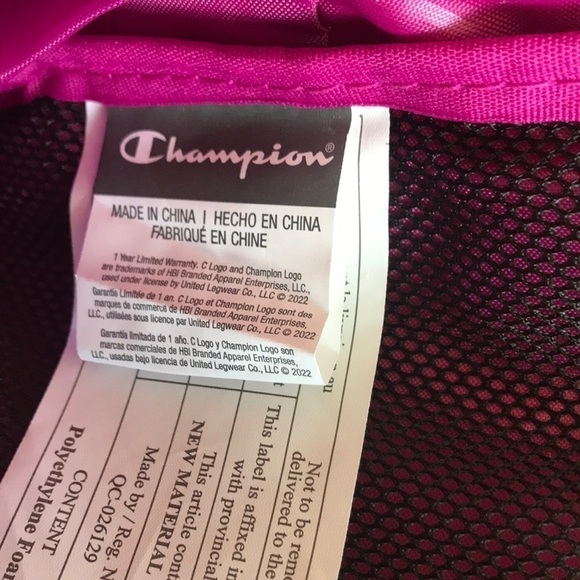 Champion®
MADE IN CHINA | HECHO EN CHINA
FABRIQUÉ EN CHINE
1 Year Limited Warranty. C Logo and Champion Logo
are trademarks of HBI Branded Apparel Enterprises,
LLC, used under license by United Legwear Co., LLC © 2022
Garantie Limitée de 1 an. C Logo et Champion Logo sont des
marques de commerce de HBI Branded Apparel Enterprises,
LLC, utilisées sous licence par United Legwear Co., LLC © 2022
Garantía limitada de 1 año. C Logo y Champion Logo son
marcas comerciales de HBI Branded Apparel Enterprises,
LLC, usadas bajo licencia de United Legwear Co., LLC © 2022
Not to be
delivered to the
This label is affixed in
with provincial
This article
NEW MATERIAL
Made by / Reg. N
QC-026129
CONTENT
Polyethylene Foam